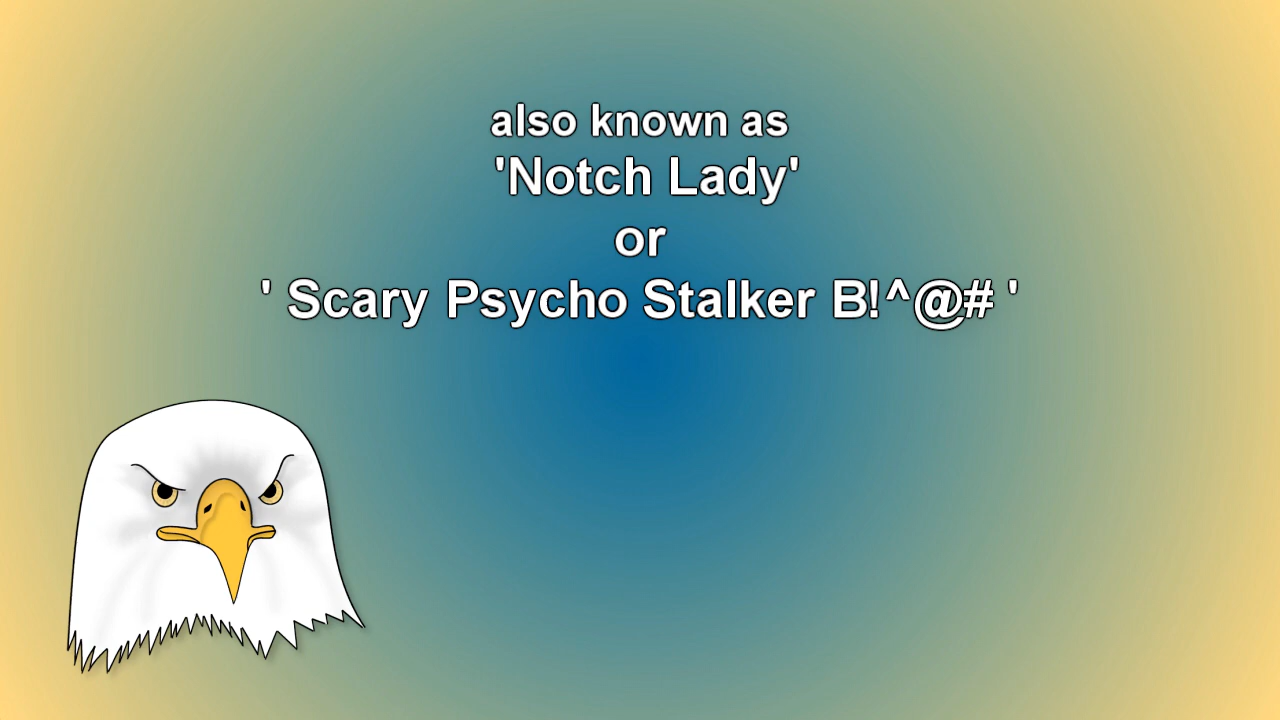 also known as
'Notch Lady'
or
' Scary Psycho Stalker B!^@# '